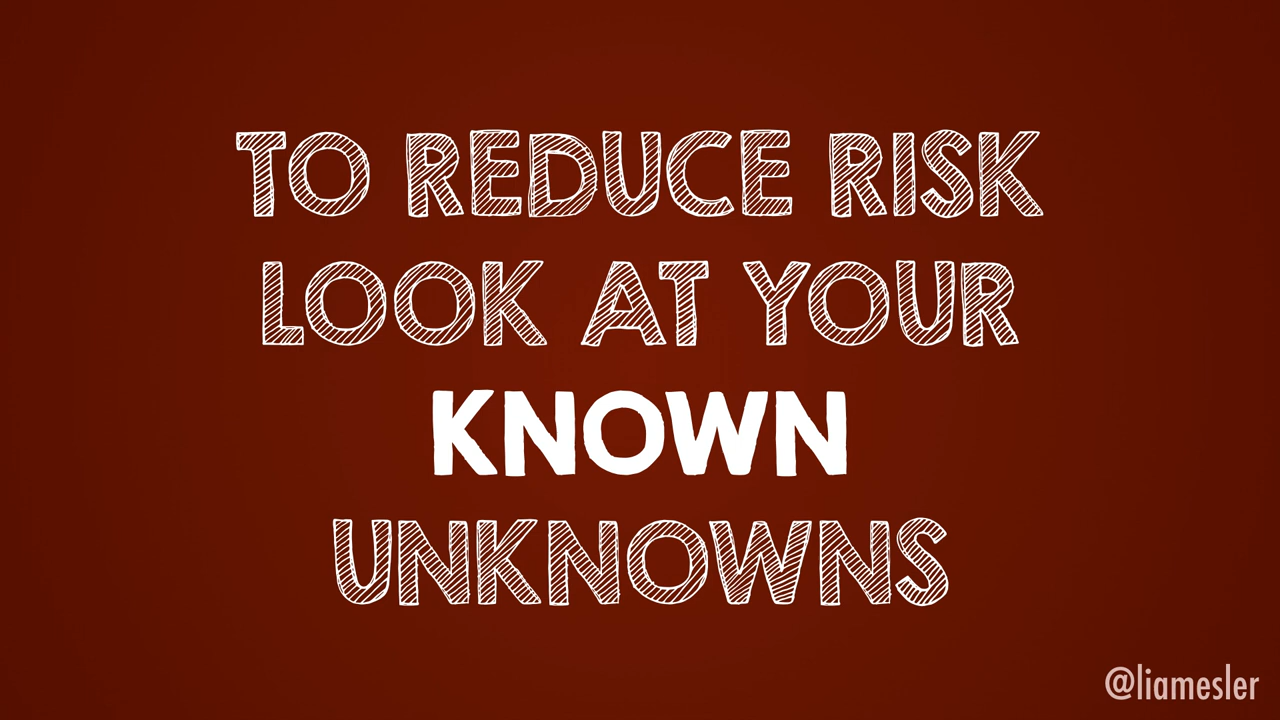 TO REDUCE RISK
LOOK AT YOUR
KNOWN
UNKNOWNS
@liamesler